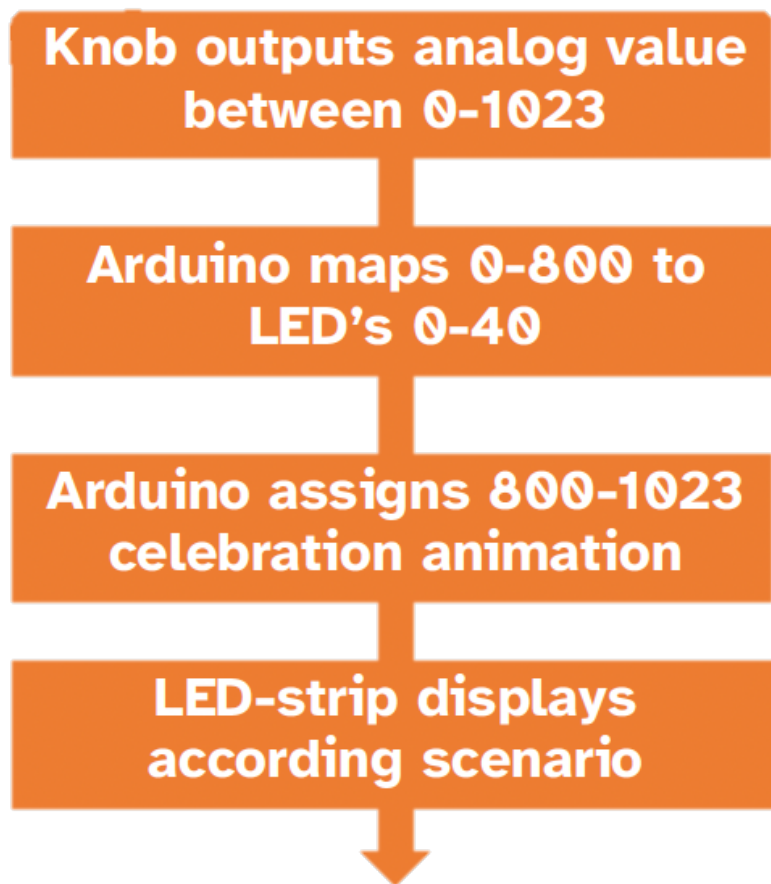 Knob outputs analog value
between 0-1023
Arduino maps 0-800 to
LED’s 0-40
Arduino assigns 800-1023
celebration animation
LED-strip displays
according scenario